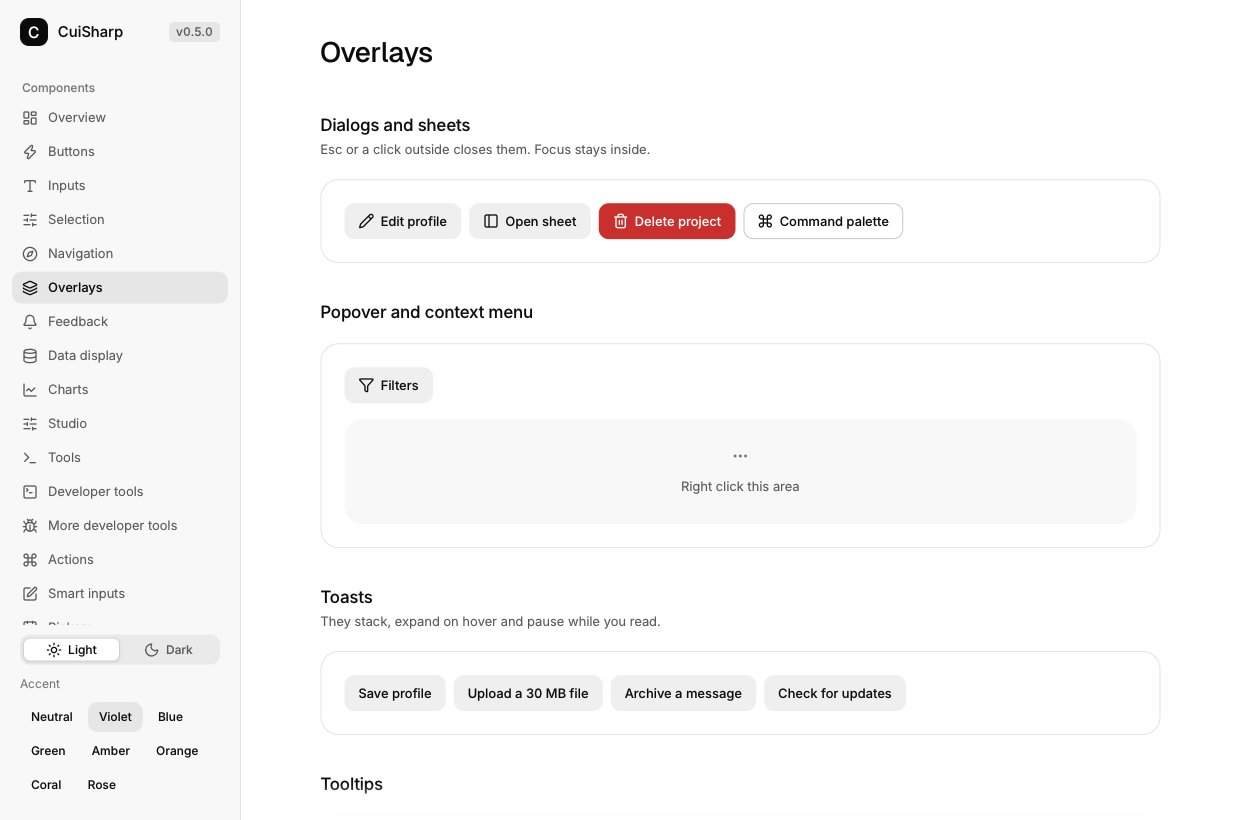 C CuiSharp v0.5.0
Components
Overview
Buttons
Inputs
Selection
Navigation
Overlays
Feedback
Data display
Charts
Studio
Tools
Developer tools
More developer tools
Actions
Smart inputs
Light Dark
Accent
Neutral Violet Blue
Green Amber Orange
Coral Rose
Overlays
Dialogs and sheets
Esc or a click outside closes them. Focus stays inside.
Edit profile Open sheet Delete project Command palette
Popover and context menu
Filters
Right click this area
Toasts
They stack, expand on hover and pause while you read.
Save profile Upload a 30 MB file Archive a message Check for updates
Tooltips